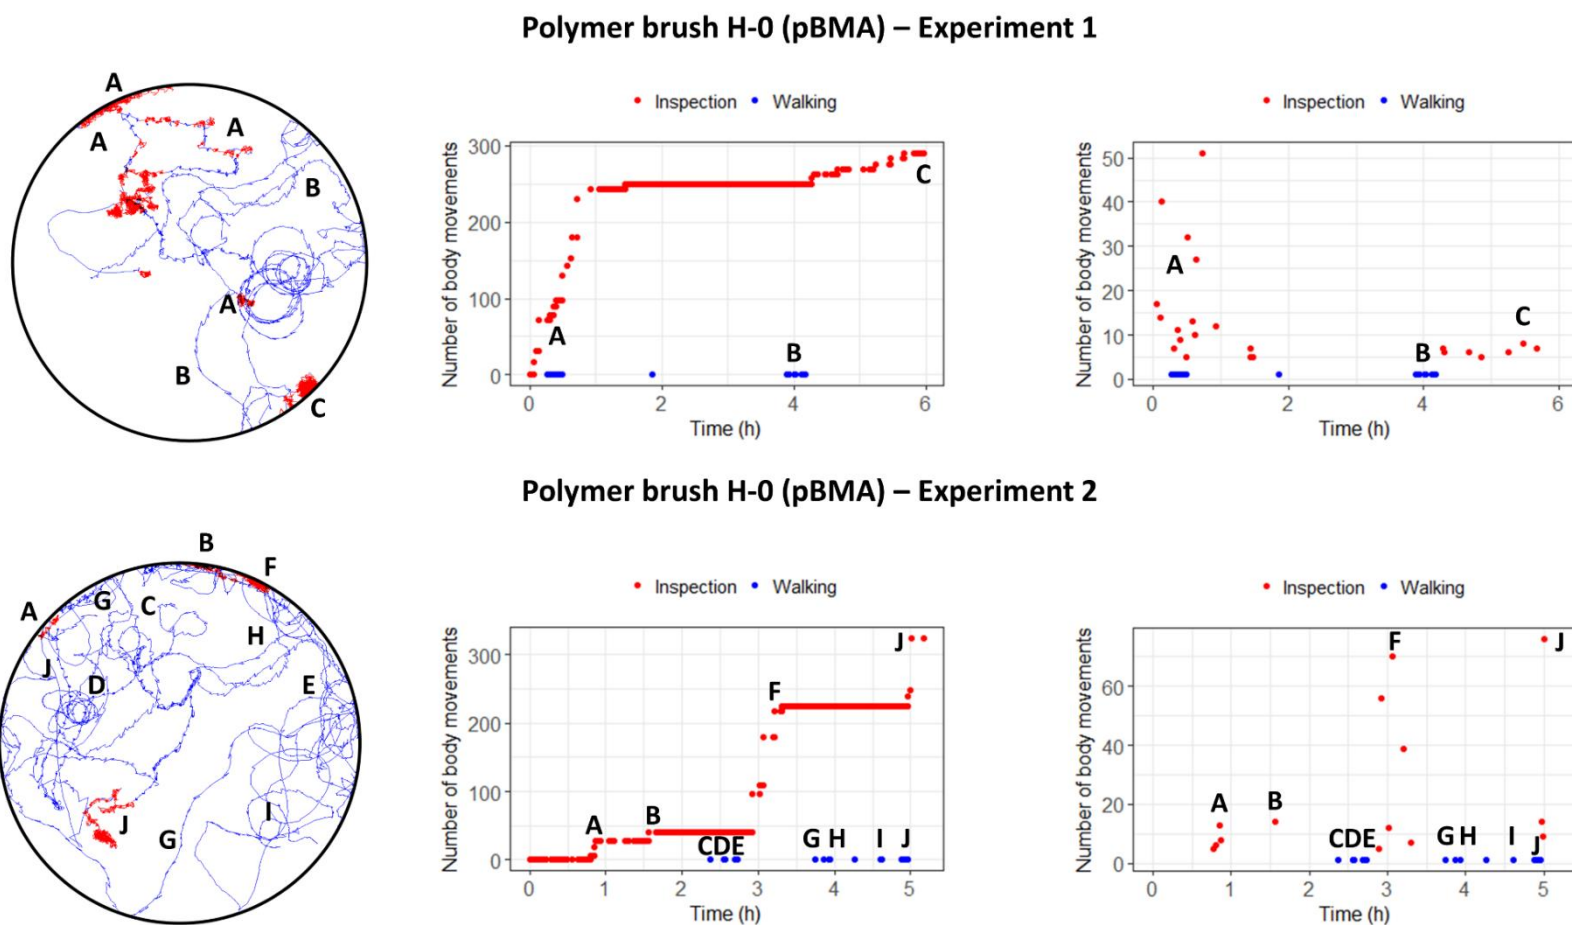 Polymer brush H-0 (pBMA) – Experiment 1
A
A
A
B
A
B
C
Inspection Walking
Number of body movements
300
200
100
0
A
B
C
0 2 4 6
Time (h)
Inspection Walking
Number of body movements
50
40
30
20
10
0
A
B
C
0 2 4 6
Time (h)
Polymer brush H-0 (pBMA) – Experiment 2
B
F
A
G
C
H
J
D
E
J
G
I
Inspection Walking
Number of body movements
300
200
100
0
A
B
CDE
F
G H I J
J
0 1 2 3 4 5
Time (h)
Inspection Walking
Number of body movements
60
40
20
0
A
B
CDE
F
G H I J
J
0 1 2 3 4 5
Time (h)